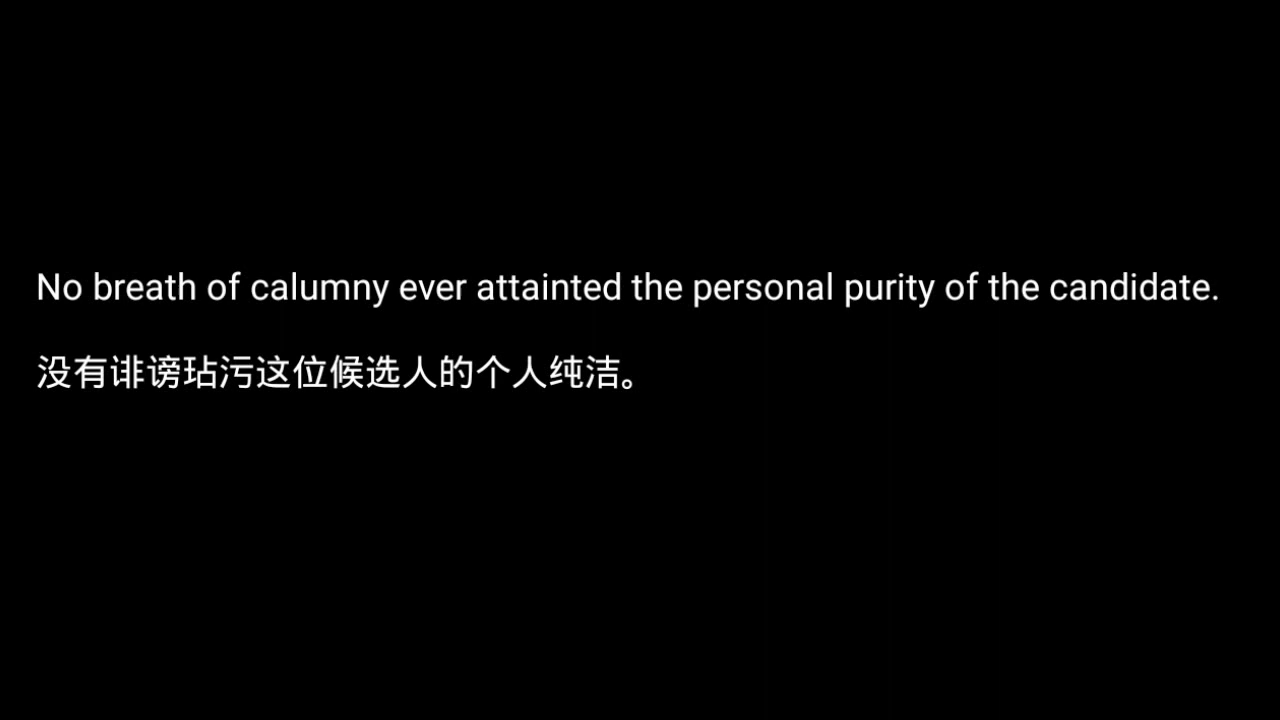 No breath of calumny ever attainted the personal purity of the candidate.
没有诽谤玷污这位候选人的个人纯洁。